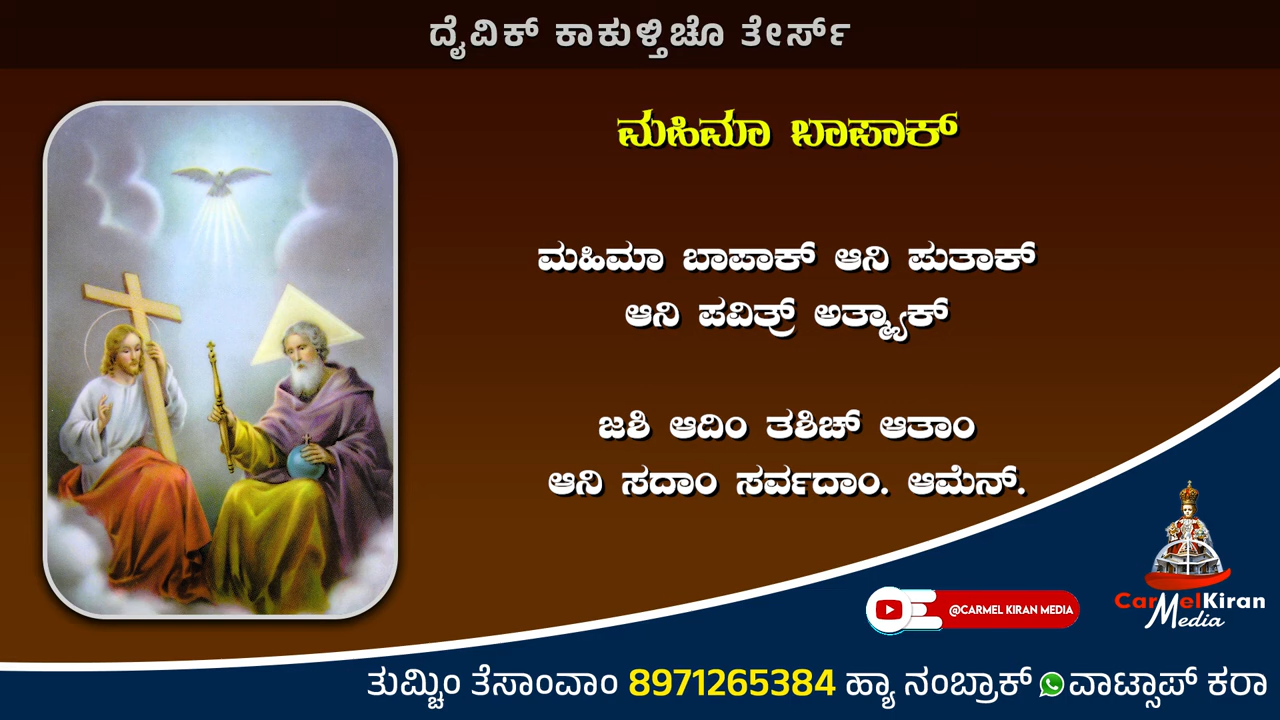 ದೈವಿಕ್ ಕಾಕುಳ್ತಿಚೊ ತೇರ್ಸ್
ಮಹಿಮಾ ಬಾಪಾಕ್
ಮಹಿಮಾ ಬಾಪಾಕ್ ಆನಿ ಪುತಾಕ್
ಆನಿ ಪವಿತ್ರ್ ಅತ್ಮ್ಯಾಕ್
ಜಶಿ ಆದಿಂ ತಶಿಚ್ ಆತಾಂ
ಆನಿ ಸದಾಂ ಸರ್ವದಾಂ. ಆಮೆನ್.
@CARMEL KIRAN MEDIA
CarMelKiran
Media
ತುಮ್ಚಿಂ ತೆಸಾಂವಾಂ 8971265384 ಹ್ಯಾ ನಂಬ್ರಾಕ್ ವಾಟ್ಸಾಪ್ ಕರಾ